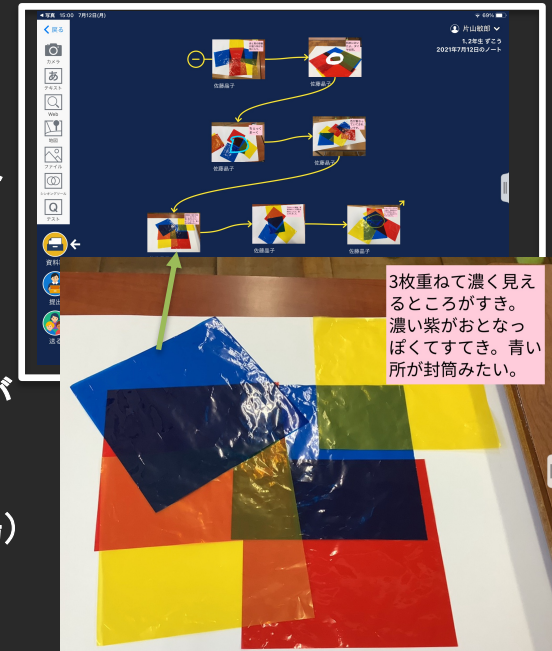 写真 15:00 7月12日(月)
69%
戻る
片山敏郎
1, 2年生 ずこう
2021年7月12日のノート
カメラ
あ
テキスト
Web
地図
ファイル
シンキングツール
Q
テスト
佐藤晶子
佐藤晶子
佐藤晶子
佐藤晶子
佐藤晶子
佐藤晶子
送る
が
3枚重ねて濃く見え
るところがすき。
濃い紫がおとなっ
ぽくてすてき。青い
所が封筒みたい。